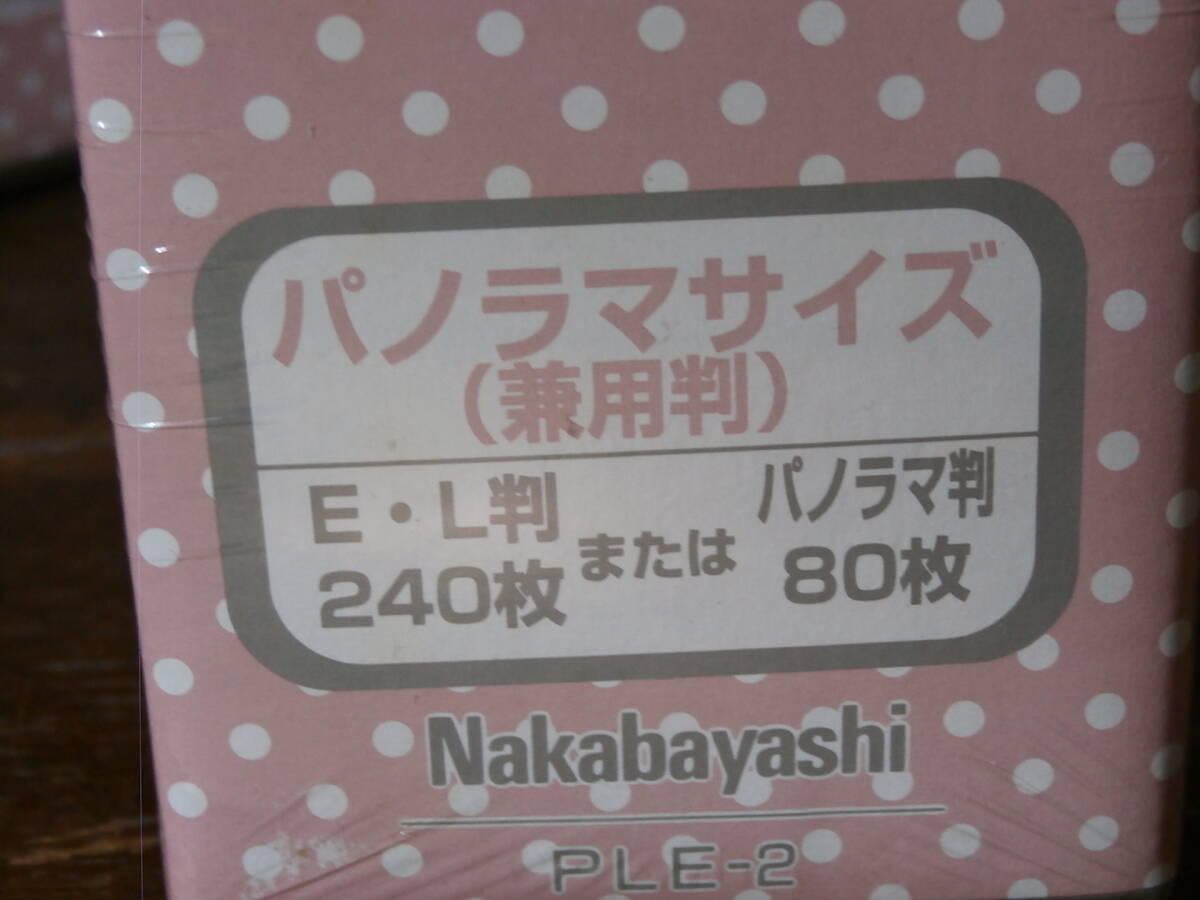 パノラマサイズ
（兼用判）
E・L判
240枚
または
パノラマ判
80枚
Nakabayashi
PLE-2